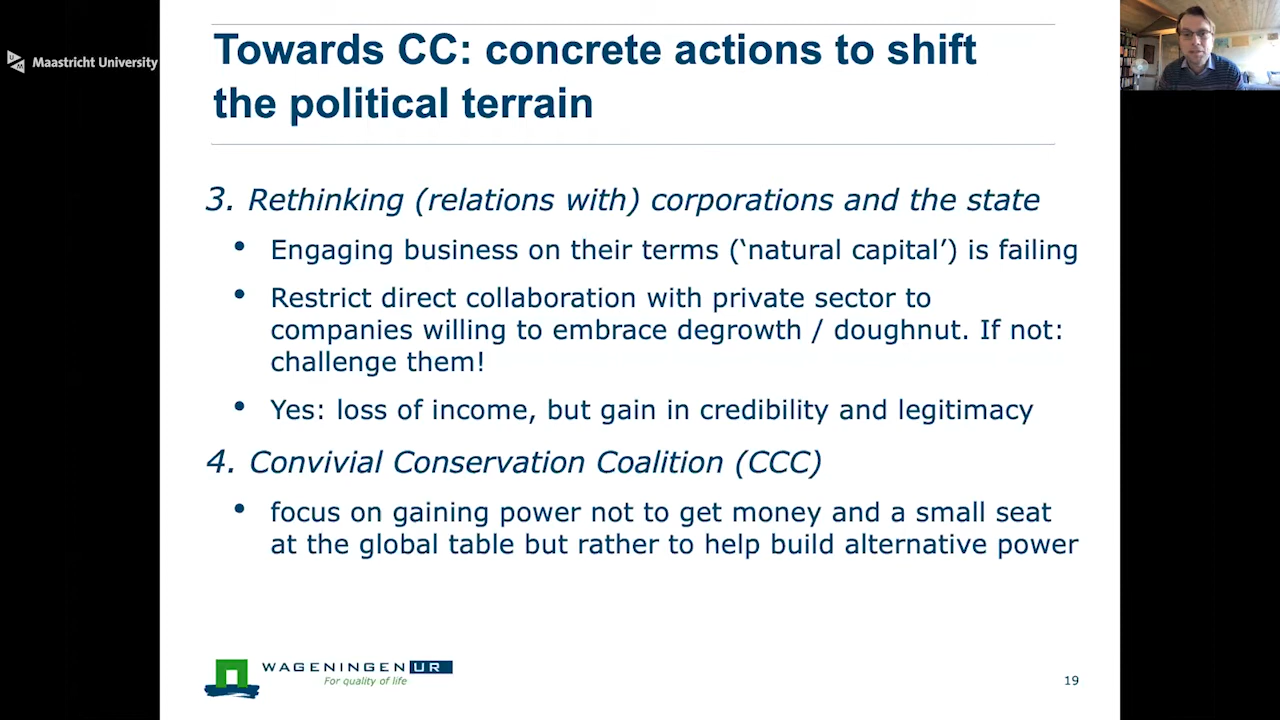 Maastricht University
Towards CC: concrete actions to shift
the political terrain
3. Rethinking (relations with) corporations and the state
• Engaging business on their terms (‘natural capital’) is failing
• Restrict direct collaboration with private sector to
companies willing to embrace degrowth / doughnut. If not:
challenge them!
• Yes: loss of income, but gain in credibility and legitimacy
4. Convivial Conservation Coalition (CCC)
• focus on gaining power not to get money and a small seat
at the global table but rather to help build alternative power
WAGENINGEN UR
For quality of life
19